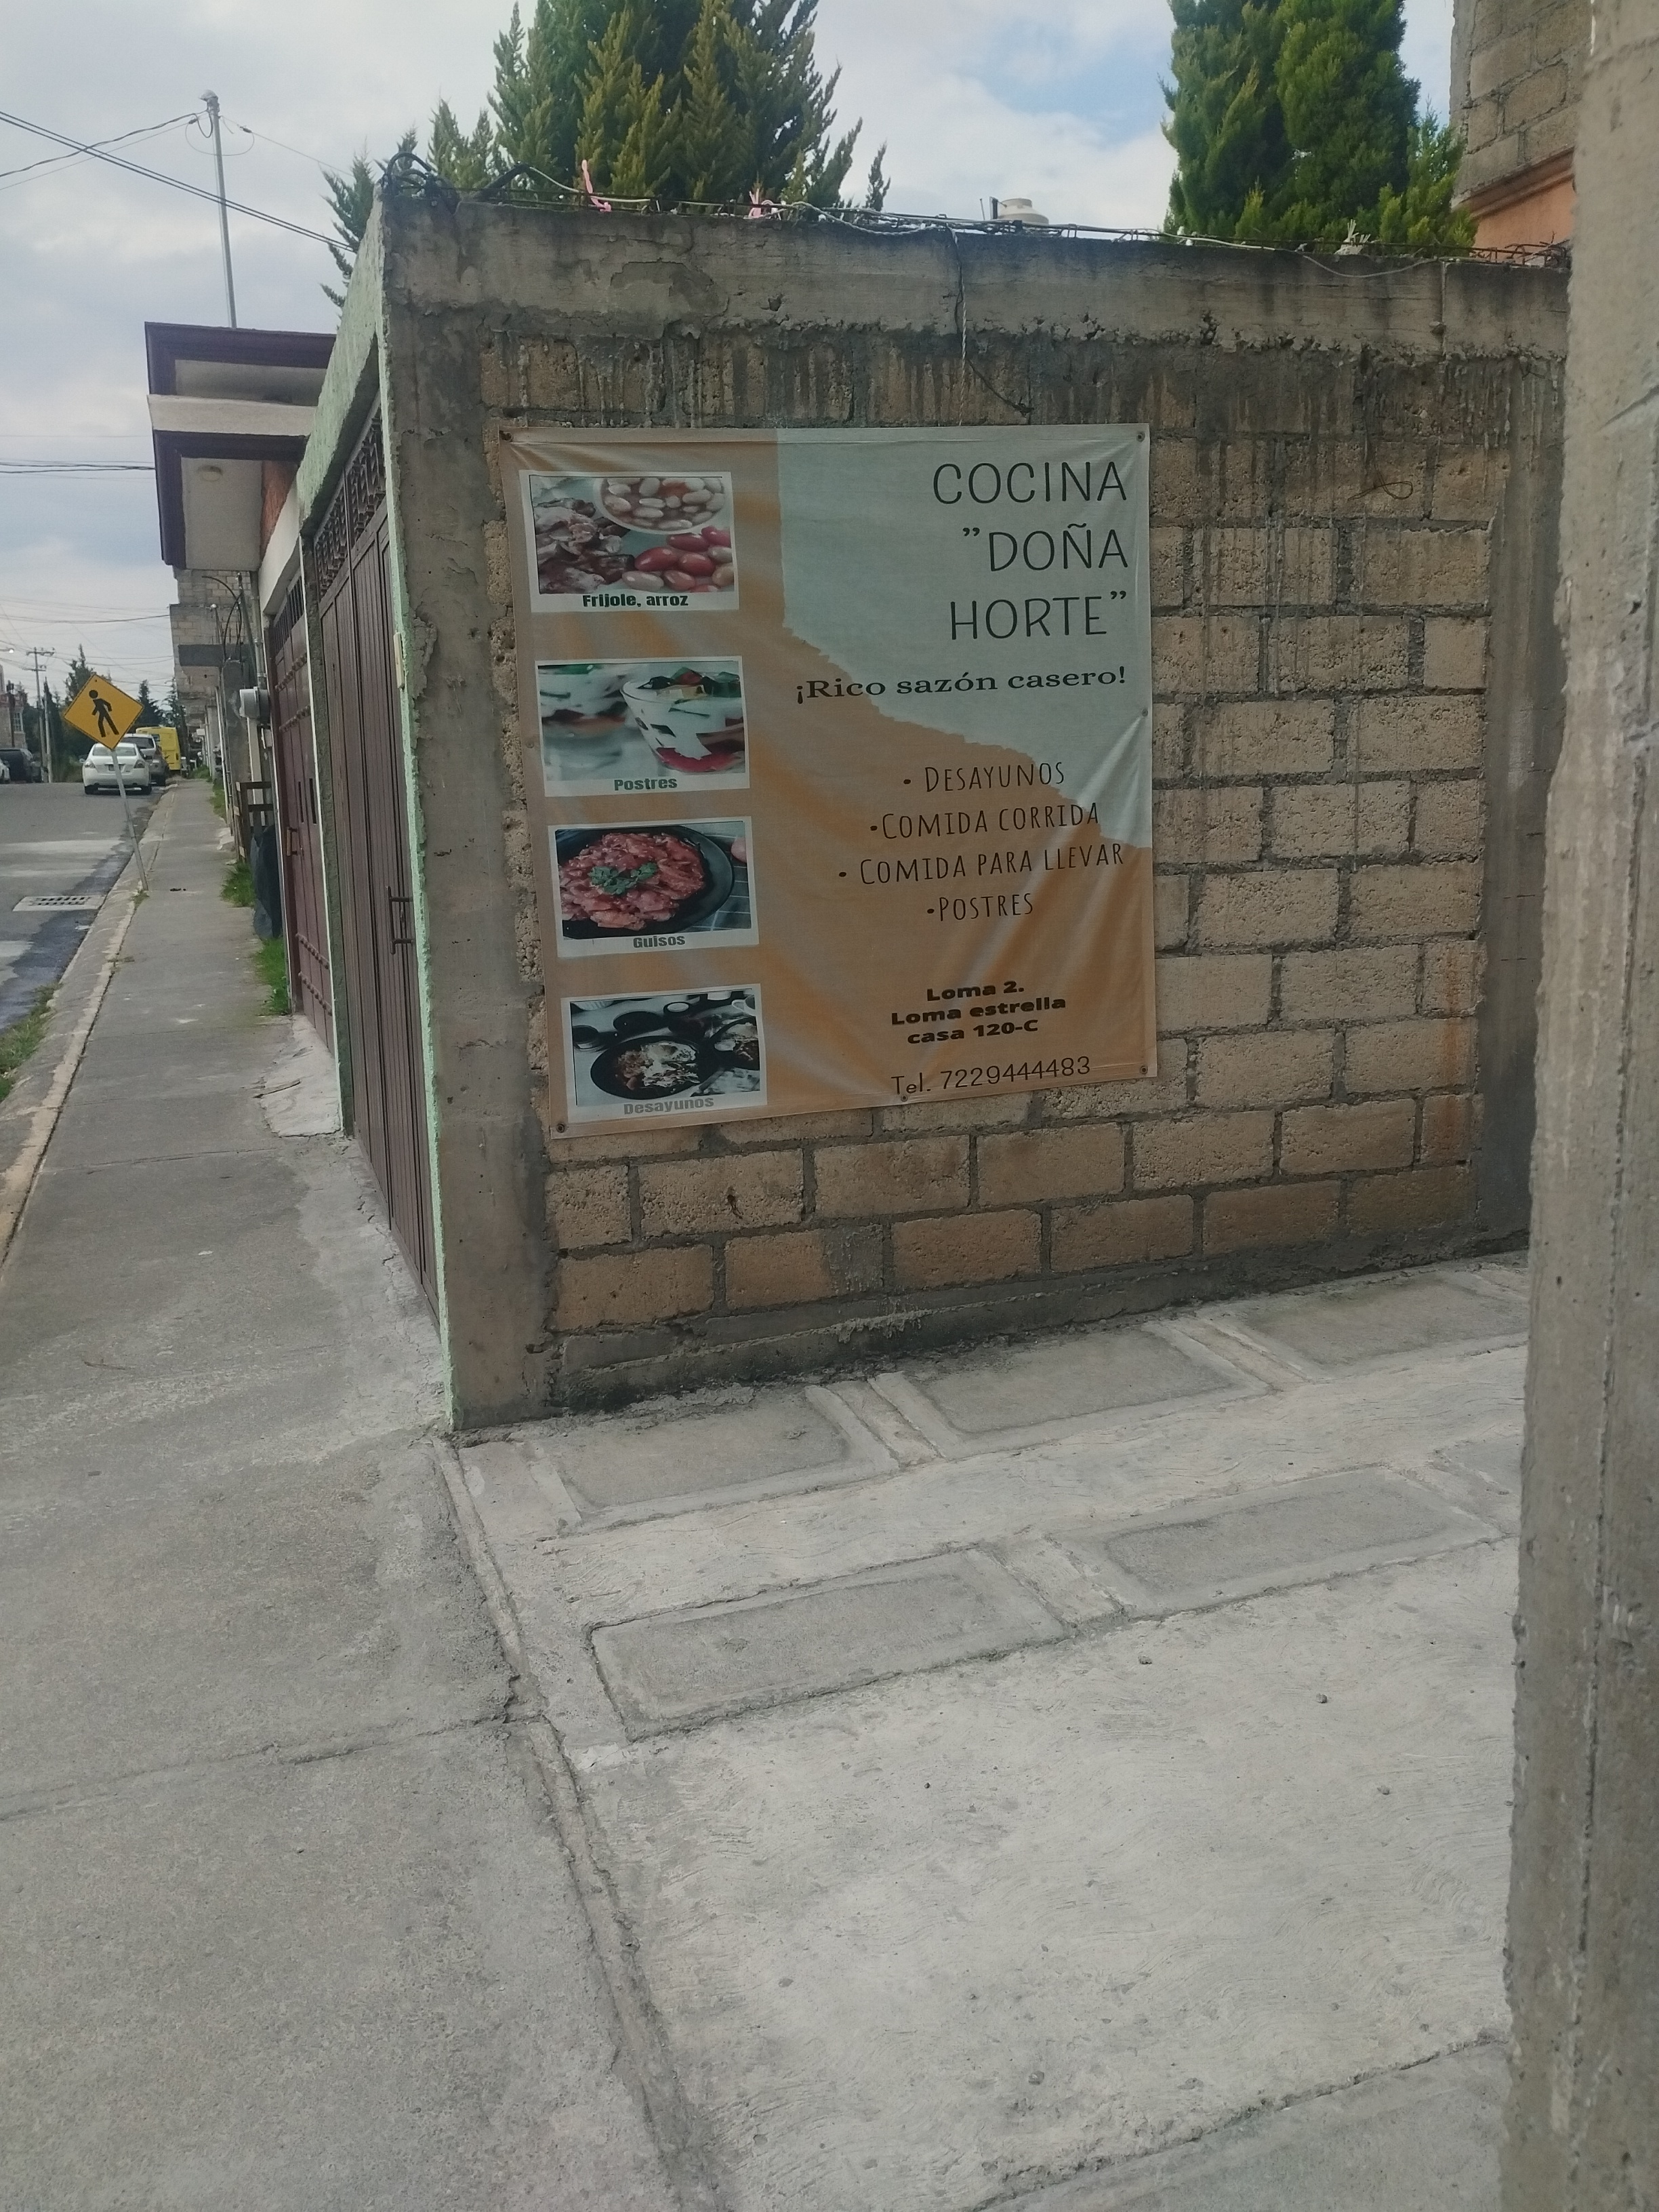 COCINA
"DOÑA
HORTE"
¡Rico sazón casero!
• DESAYUNOS
•COMIDA CORRIDA
• COMIDA PARA LLEVAR
•POSTRES
Loma 2.
Loma estrella
casa 120-C
Tel. 7229444483
Frijole, arroz
Postres
Guisos
Desayunos